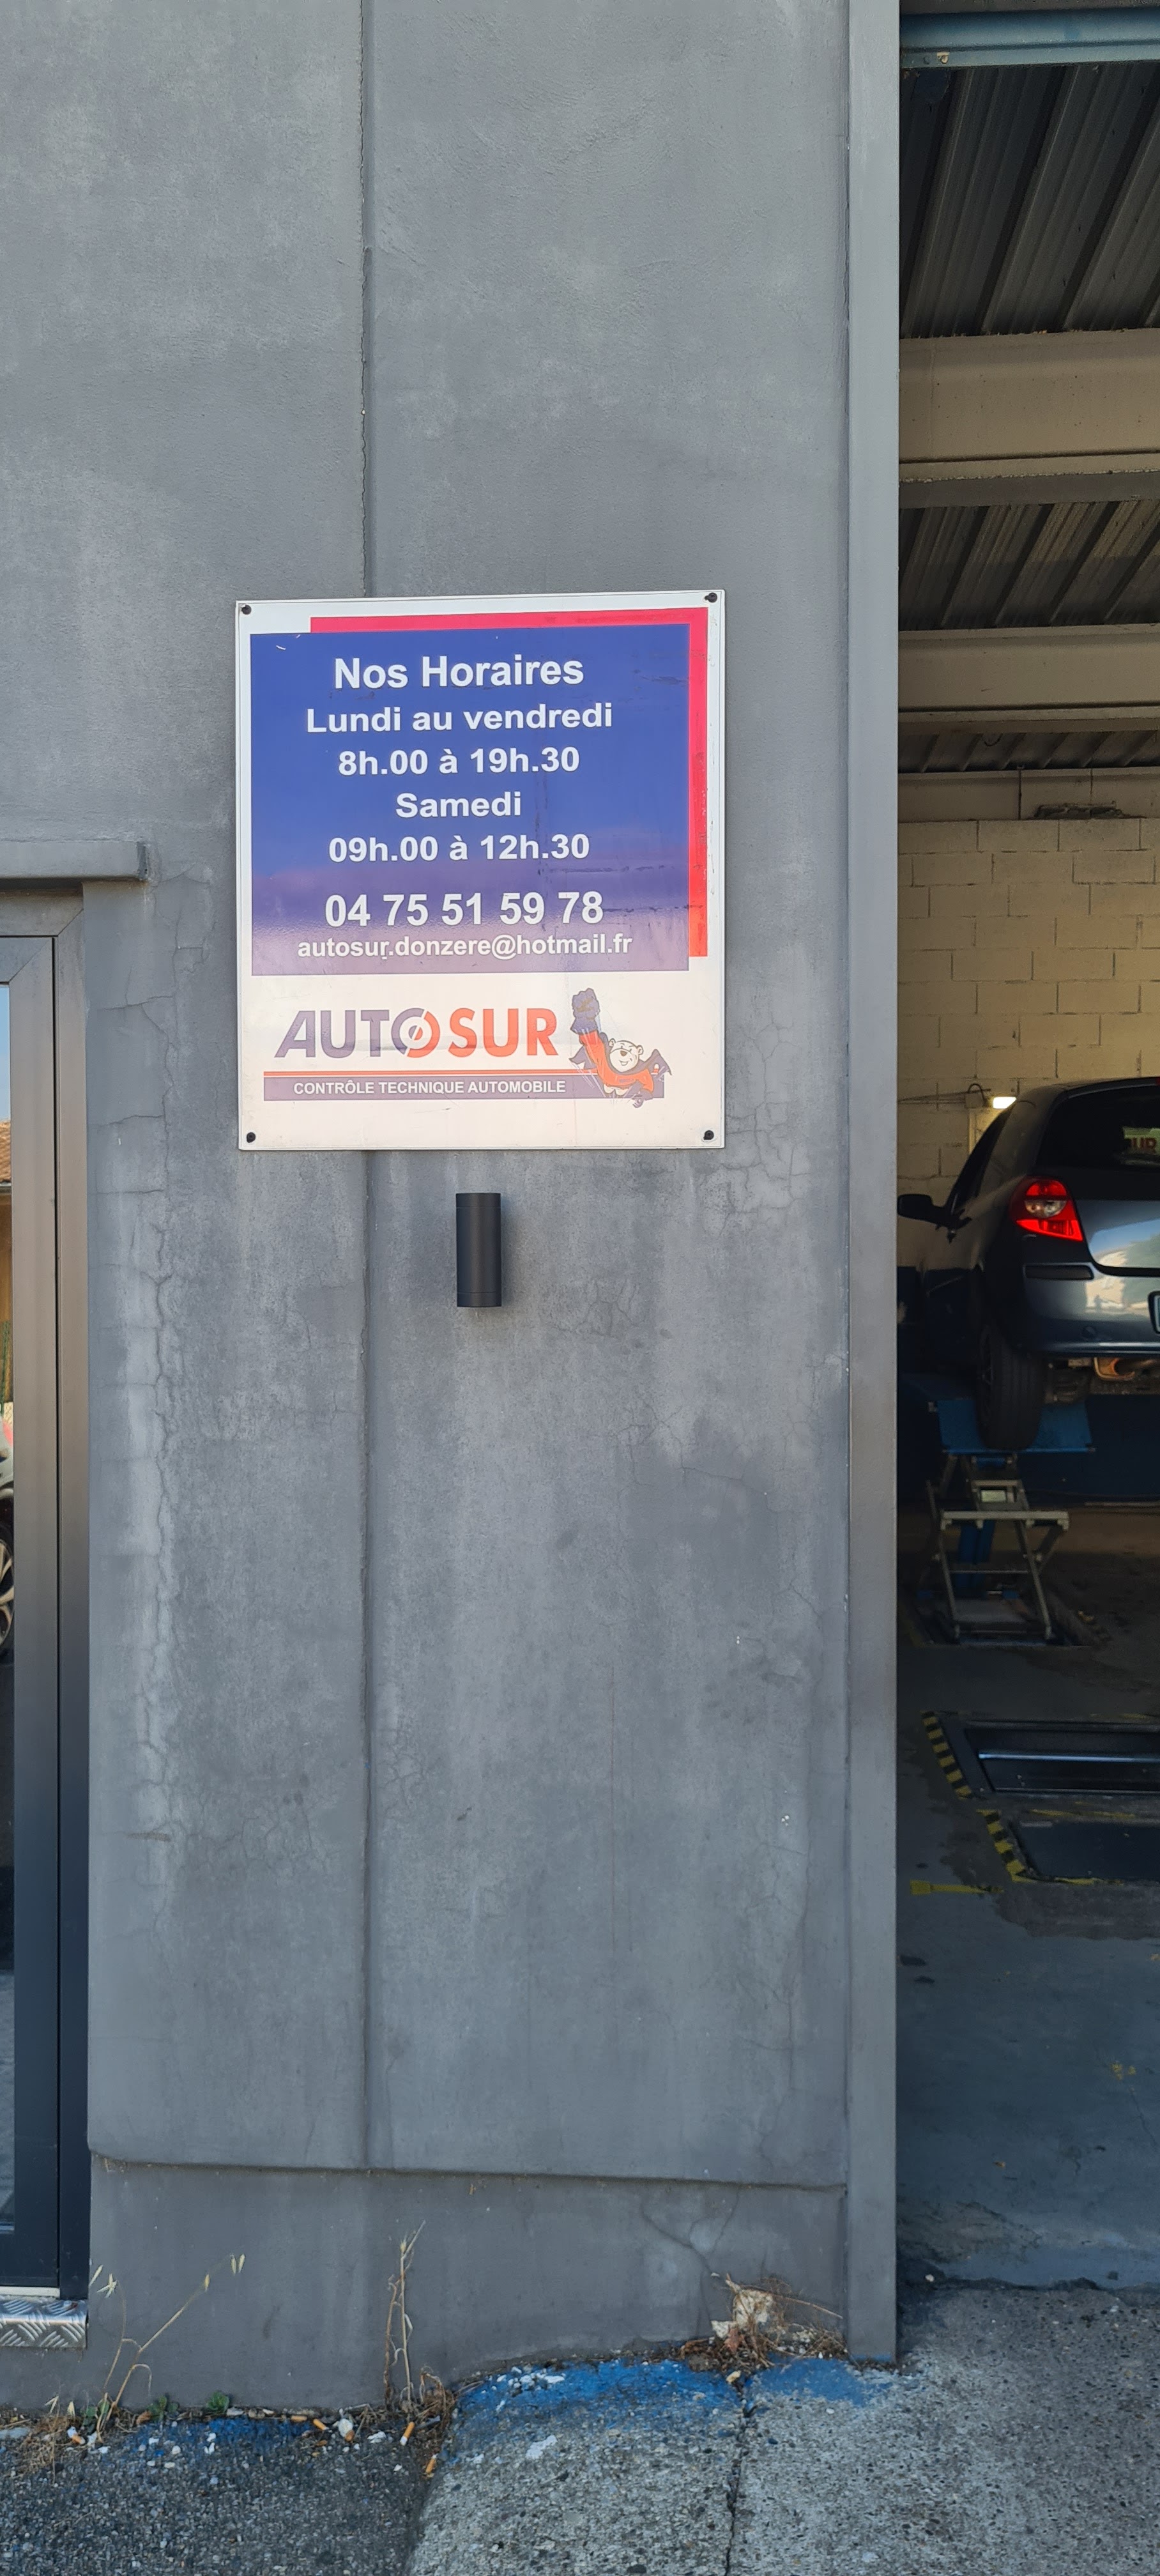 Nos Horaires
Lundi au vendredi
8h.00 à 19h.30
Samedi
09h.00 à 12h.30
04 75 51 59 78
autosur.donzere@hotmail.fr
AUTOSUR
CONTRÔLE TECHNIQUE AUTOMOBILE